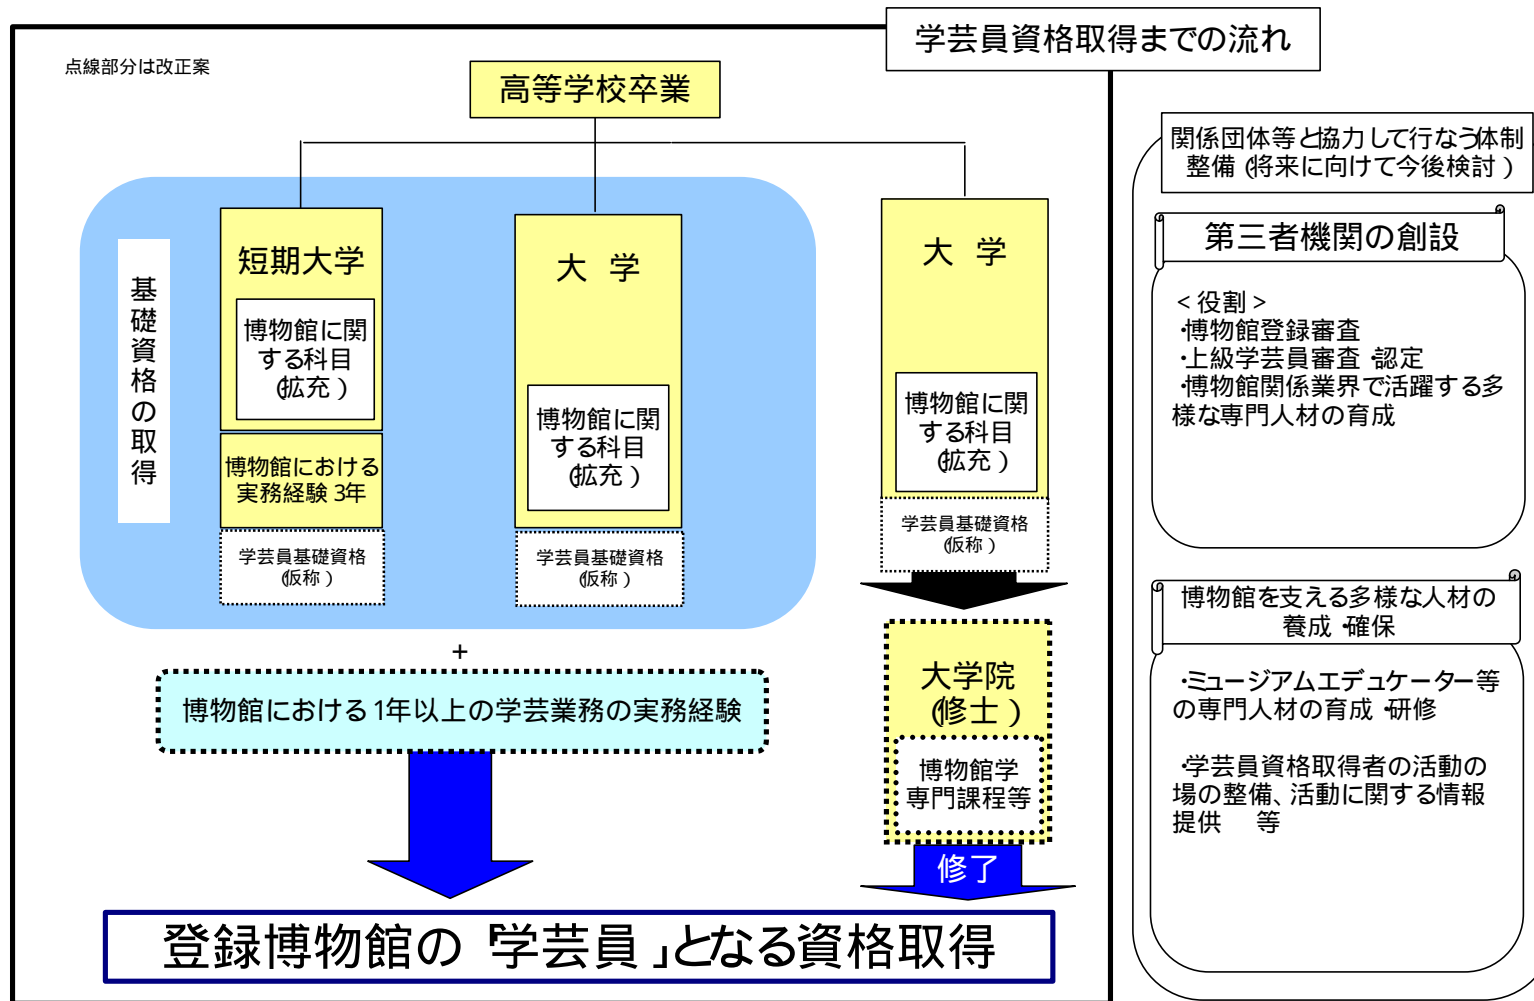 学芸員資格取得までの流れ
点線部分は改正案
高等学校卒業
基礎資格の取得
短期大学
博物館に関
する科目
(拡充)
博物館における
実務経験3年
学芸員基礎資格
(仮称)
大 学
博物館に関
する科目
(拡充)
学芸員基礎資格
(仮称)
大 学
博物館に関
する科目
(拡充)
学芸員基礎資格
(仮称)
+
博物館における1年以上の学芸業務の実務経験
大学院
(修士)
博物館学
専門課程等
修了
登録博物館の「学芸員」となる資格取得
関係団体等と協力して行なう体制
整備(将来に向けて今後検討)
第三者機関の創設
<役割>
・博物館登録審査
・上級学芸員審査・認定
・博物館関係業界で活躍する多
様な専門人材の育成
博物館を支える多様な人材の
養成・確保
・ミュージアムエデュケーター等
の専門人材の育成・研修
・学芸員資格取得者の活動の
場の整備、活動に関する情報
提供 等